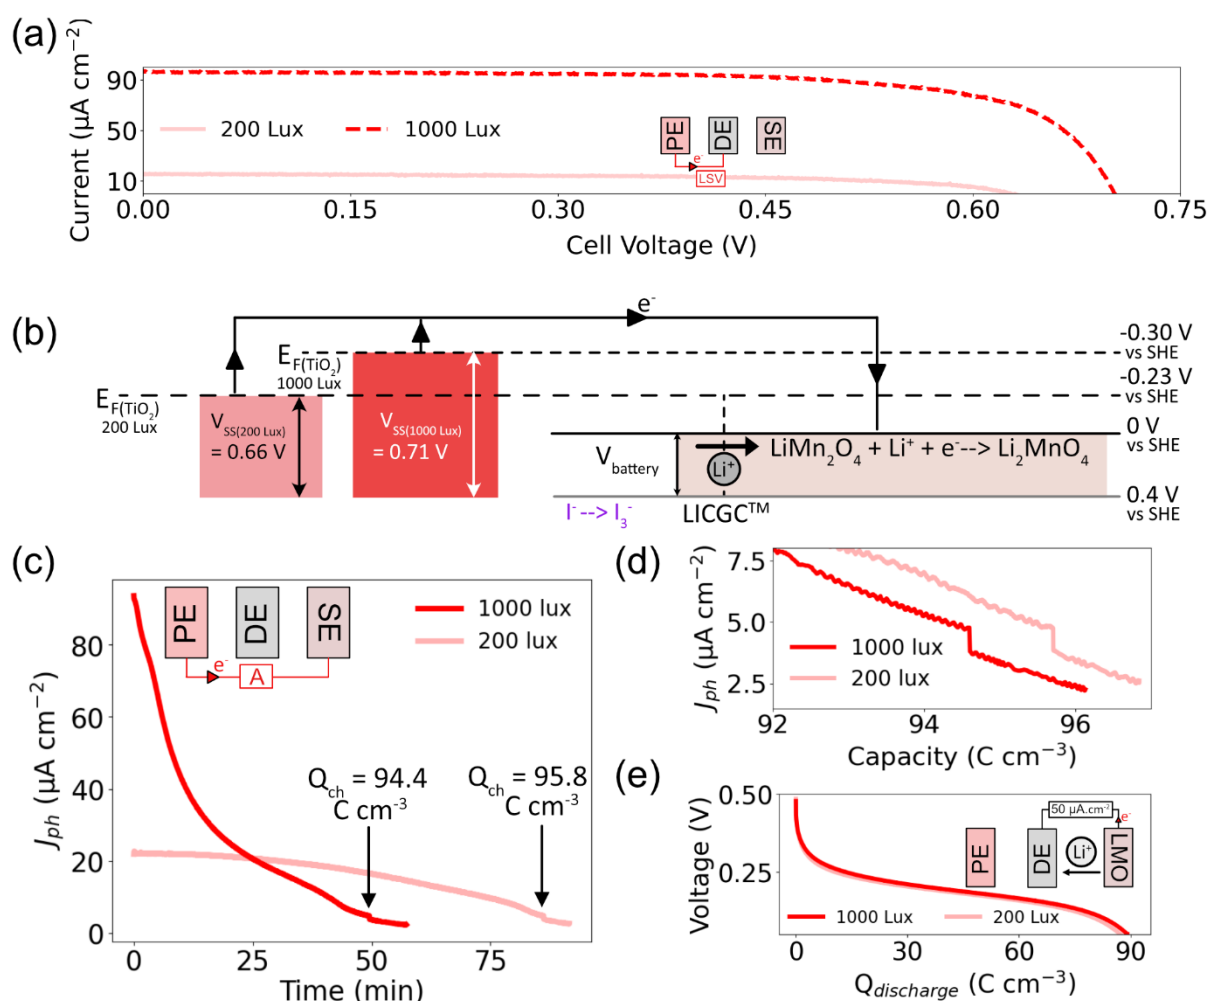 (a)
Current (µA cm⁻²)
90
50
10
200 Lux
1000 Lux
PE
DE
SE
e⁻
LSV
0.00
0.15
0.30
0.45
0.60
0.75
Cell Voltage (V)
(b)
e⁻
E_F(TiO₂)
1000 Lux
E_F(TiO₂)
200 Lux
V_SS(200 Lux)
= 0.66 V
V_SS(1000 Lux)
= 0.71 V
-0.30 V
vs SHE
-0.23 V
vs SHE
0 V
vs SHE
0.4 V
vs SHE
V_battery
Li⁺
LiMn₂O₄ + Li⁺ + e⁻--> Li₂MnO₄
I⁻ --> I₃⁻
LICGC™
(c)
J_ph (µA cm⁻²)
80
60
40
20
0
PE
DE
SE
e⁻
A
1000 lux
200 lux
Q_ch = 94.4
C cm⁻³
Q_ch = 95.8
C cm⁻³
0
25
50
75
Time (min)
(d)
J_ph (µA cm⁻²)
7.5
5.0
2.5
1000 lux
200 lux
92
94
96
Capacity (C cm⁻³)
(e)
Voltage (V)
0.50
0.25
50 µA.cm⁻²
e⁻
PE
DE
Li⁺
LMO
1000 Lux
200 Lux
0
30
60
90
Q_discharge (C cm⁻³)